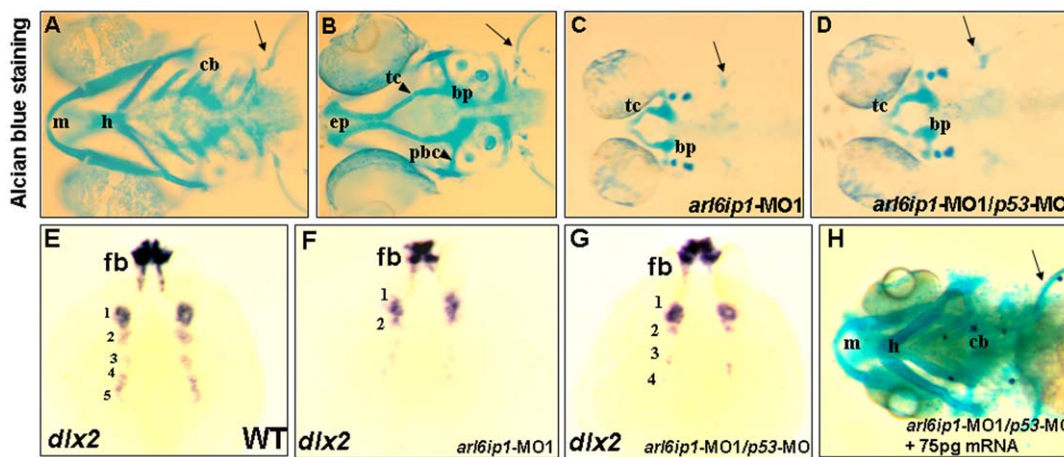 Alcian blue staining
A
cb
m
h
B
tc
bp
ep
pbc
C
tc
bp
arl6ip1-MO1
D
tc
bp
arl6ip1-MO1/p53-MO
E
fb
1
2
3
4
5
dlx2
WT
F
fb
1
2
dlx2
arl6ip1-MO1
G
fb
1
2
3
4
dlx2
arl6ip1-MO1/p53-MO
H
m
h
cb
arl6ip1-MO1/p53-MO
+ 75pg mRNA